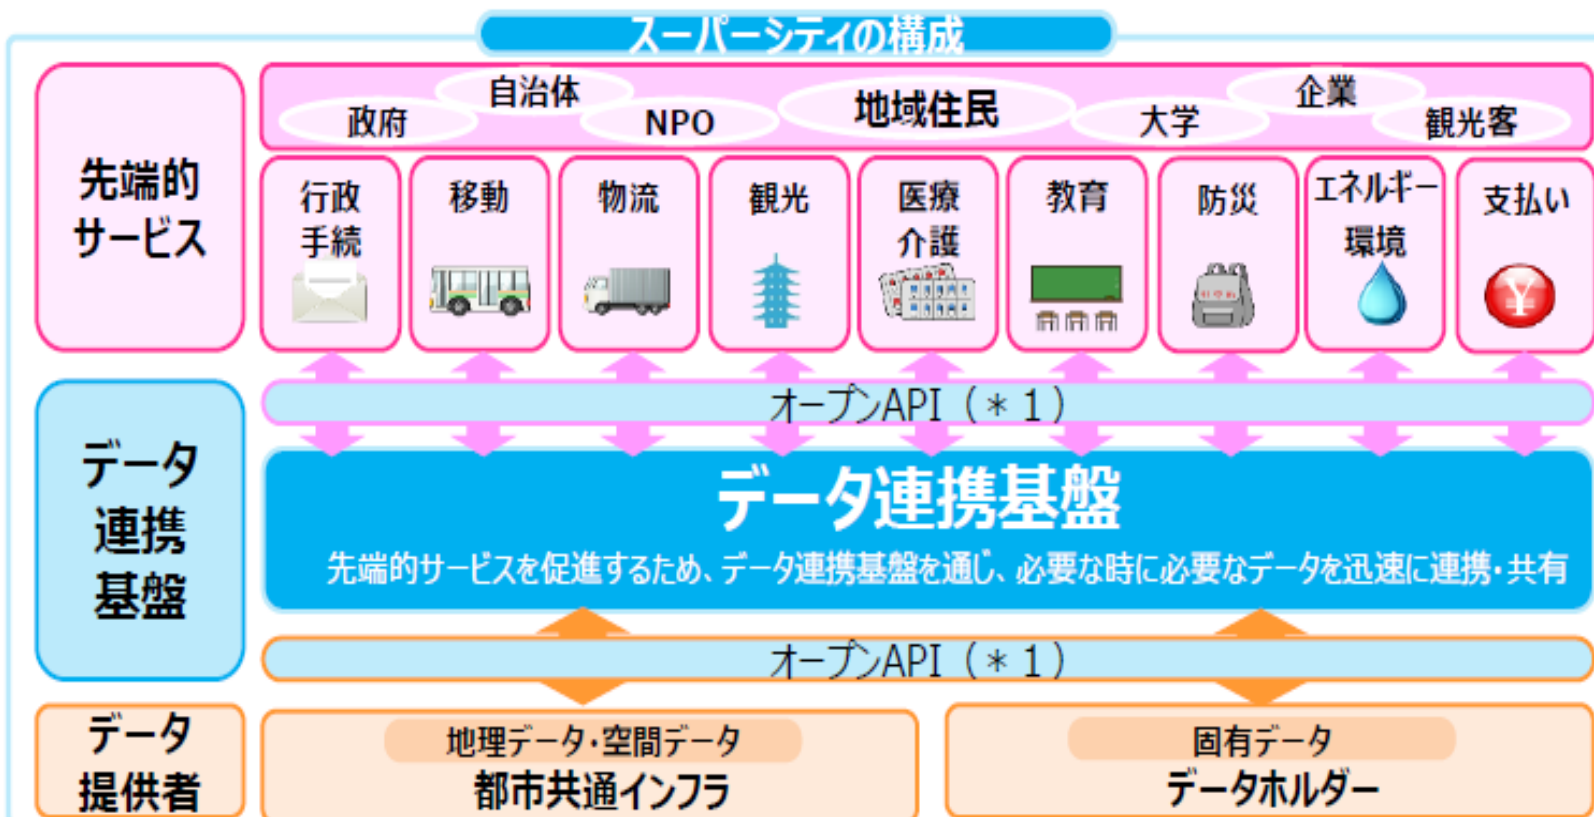 スーパーシティの構成
先端的
サービス
政府
自治体
NPO
地域住民
大学
企業
観光客
行政
手続
移動
物流
観光
医療
介護
教育
防災
エネルギー
環境
支払い
¥
データ
連携
基盤
オープンAPI（＊１）
データ連携基盤
先端的サービスを促進するため、データ連携基盤を通じ、必要な時に必要なデータを迅速に連携・共有
オープンAPI（＊１）
データ
提供者
地理データ・空間データ
都市共通インフラ
固有データ
データホルダー